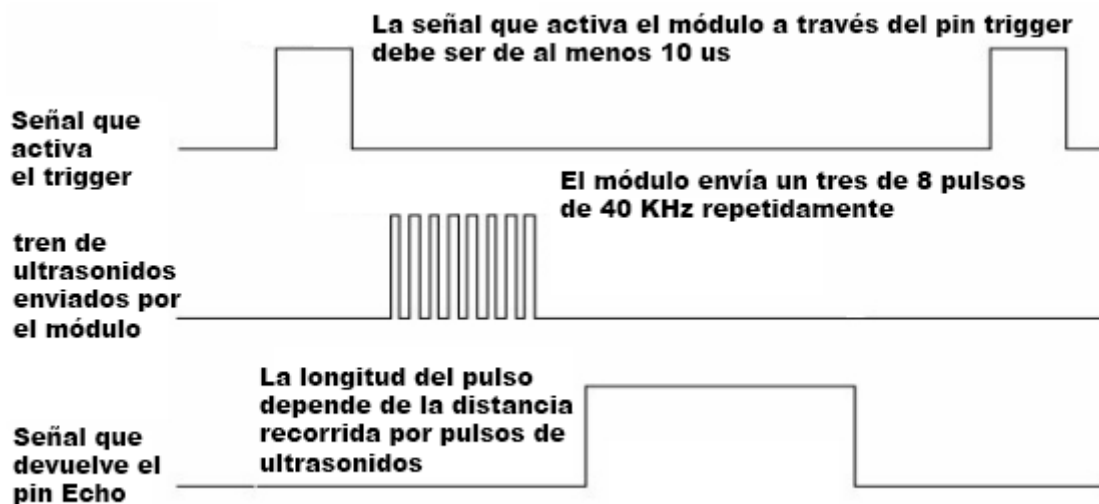 La señal que activa el módulo a través del pin trigger
debe ser de al menos 10 us
Señal que
activa
el trigger
El módulo envía un tres de 8 pulsos
de 40 KHz repetidamente
tren de
ultrasonidos
enviados por
el módulo
La longitud del pulso
depende de la distancia
recorrida por pulsos de
ultrasonidos
Señal que
devuelve el
pin Echo